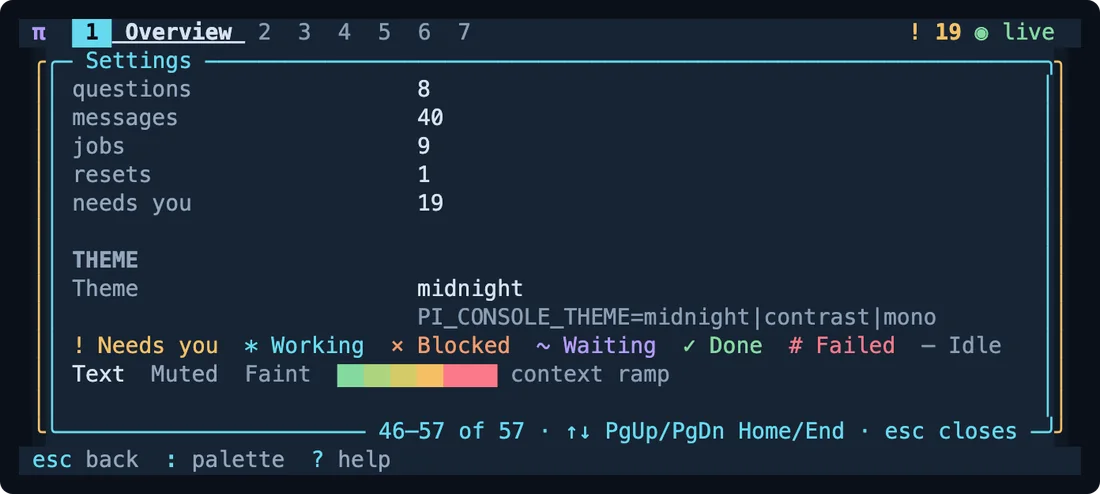 π 1 Overview 2 3 4 5 6 7 ! 19 ◉ live
Settings
questions 8
messages 40
jobs 9
resets 1
needs you 19
THEME
Theme midnight
PI_CONSOLE_THEME=midnight|contrast|mono
! Needs you * Working × Blocked ~ Waiting ✓ Done # Failed — Idle
Text Muted Faint context ramp
46—57 of 57 · ↑↓ PgUp/PgDn Home/End · esc closes
esc back : palette ? help